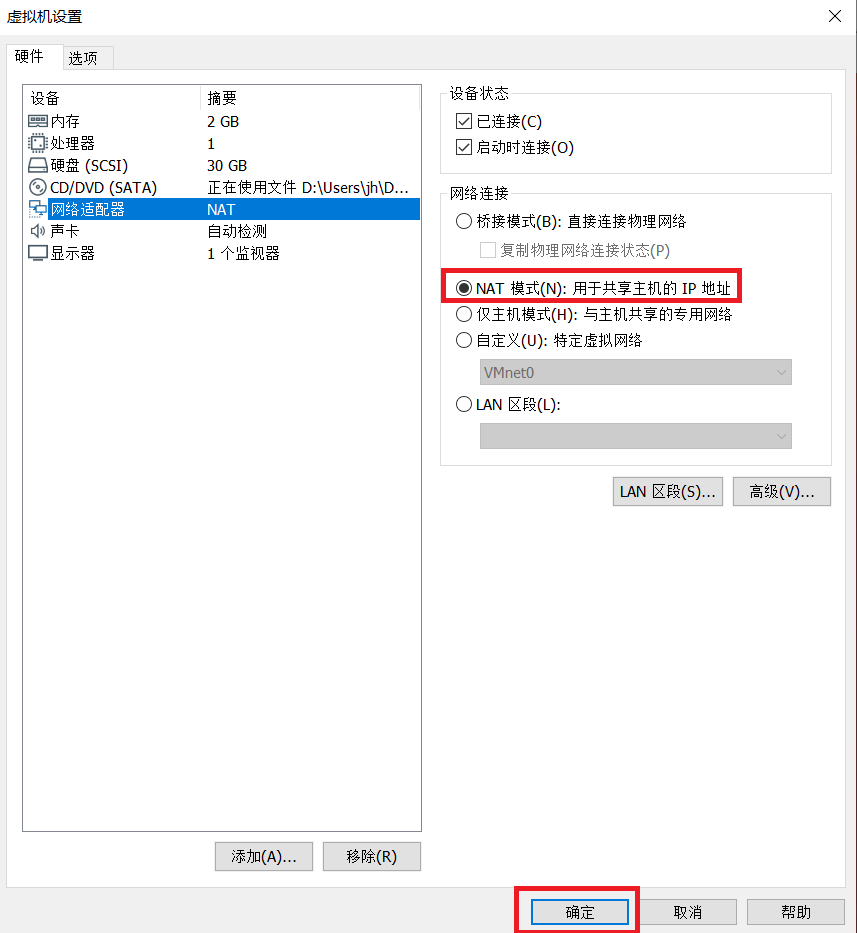 虚拟机设置
硬件 选项
设备 摘要
内存 2 GB
处理器 1
硬盘 (SCSI) 30 GB
CD/DVD (SATA) 正在使用文件 D:\Users\jh\D...
网络适配器 NAT
声卡 自动检测
显示器 1 个监视器
添加(A)... 移除(R)
设备状态
已连接(C)
启动时连接(O)
网络连接
桥接模式(B): 直接连接物理网络
复制物理网络连接状态(P)
NAT 模式(N): 用于共享主机的 IP 地址
仅主机模式(H): 与主机共享的专用网络
自定义(U): 特定虚拟网络
VMnet0
LAN 区段(L):
LAN 区段(S)... 高级(V)...
确定 取消 帮助